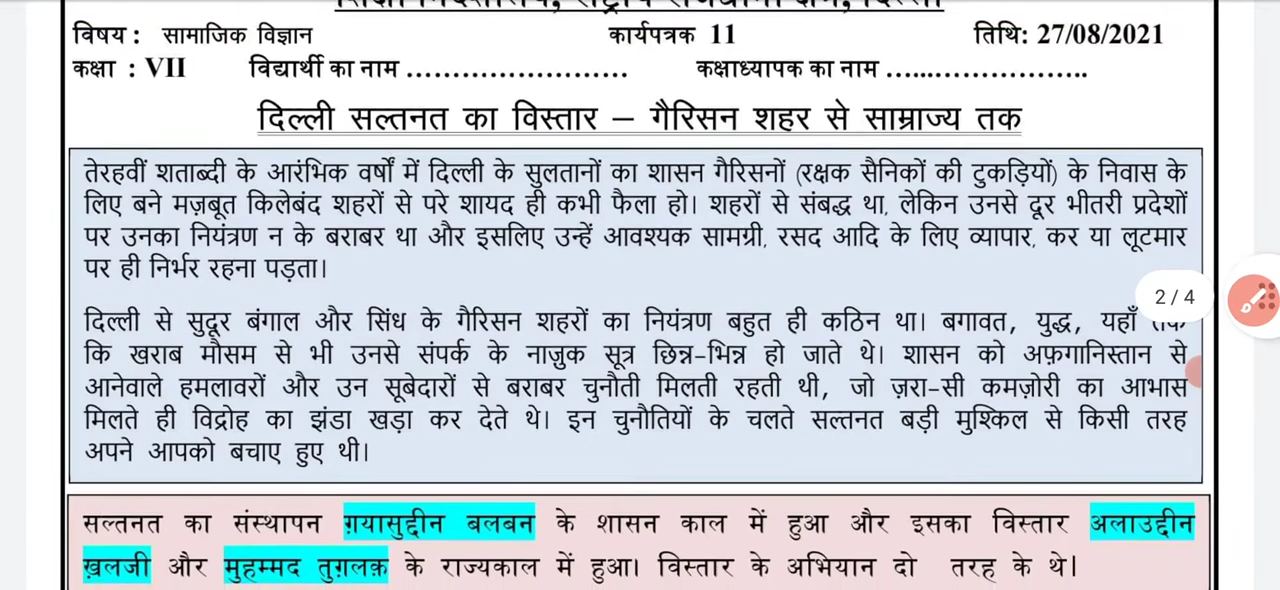 विषय : सामाजिक विज्ञान कार्यपत्रक 11 तिथि: 27/08/2021
कक्षा : VII विद्यार्थी का नाम ........................ कक्षाध्यापक का नाम ......................
दिल्ली सल्तनत का विस्तार – गैरिसन शहर से साम्राज्य तक
तेरहवीं शताब्दी के आरंभिक वर्षों में दिल्ली के सुलतानों का शासन गैरिसनों (रक्षक सैनिकों की टुकड़ियों) के निवास के
लिए बने मज़बूत किलेबंद शहरों से परे शायद ही कभी फैला हो। शहरों से संबद्ध था, लेकिन उनसे दूर भीतरी प्रदेशों
पर उनका नियंत्रण न के बराबर था और इसलिए उन्हें आवश्यक सामग्री, रसद आदि के लिए व्यापार, कर या लूटमार
पर ही निर्भर रहना पड़ता।
2 / 4
दिल्ली से सुदूर बंगाल और सिंध के गैरिसन शहरों का नियंत्रण बहुत ही कठिन था। बगावत, युद्ध, यहाँ
कि खराब मौसम से भी उनसे संपर्क के नाज़ुक सूत्र छिन्न-भिन्न हो जाते थे। शासन को अफ़गानिस्तान से
आनेवाले हमलावरों और उन सूबेदारों से बराबर चुनौती मिलती रहती थी, जो ज़रा-सी कमज़ोरी का आभास
मिलते ही विद्रोह का झंडा खड़ा कर देते थे। इन चुनौतियों के चलते सल्तनत बड़ी मुश्किल से किसी तरह
अपने आपको बचाए हुए थी।
सल्तनत का संस्थापन ग़यासुद्दीन बलबन के शासन काल में हुआ और इसका विस्तार अलाउद्दीन
ख़लजी और मुहम्मद तुग़लक़ के राज्यकाल में हुआ। विस्तार के अभियान दो तरह के थे।